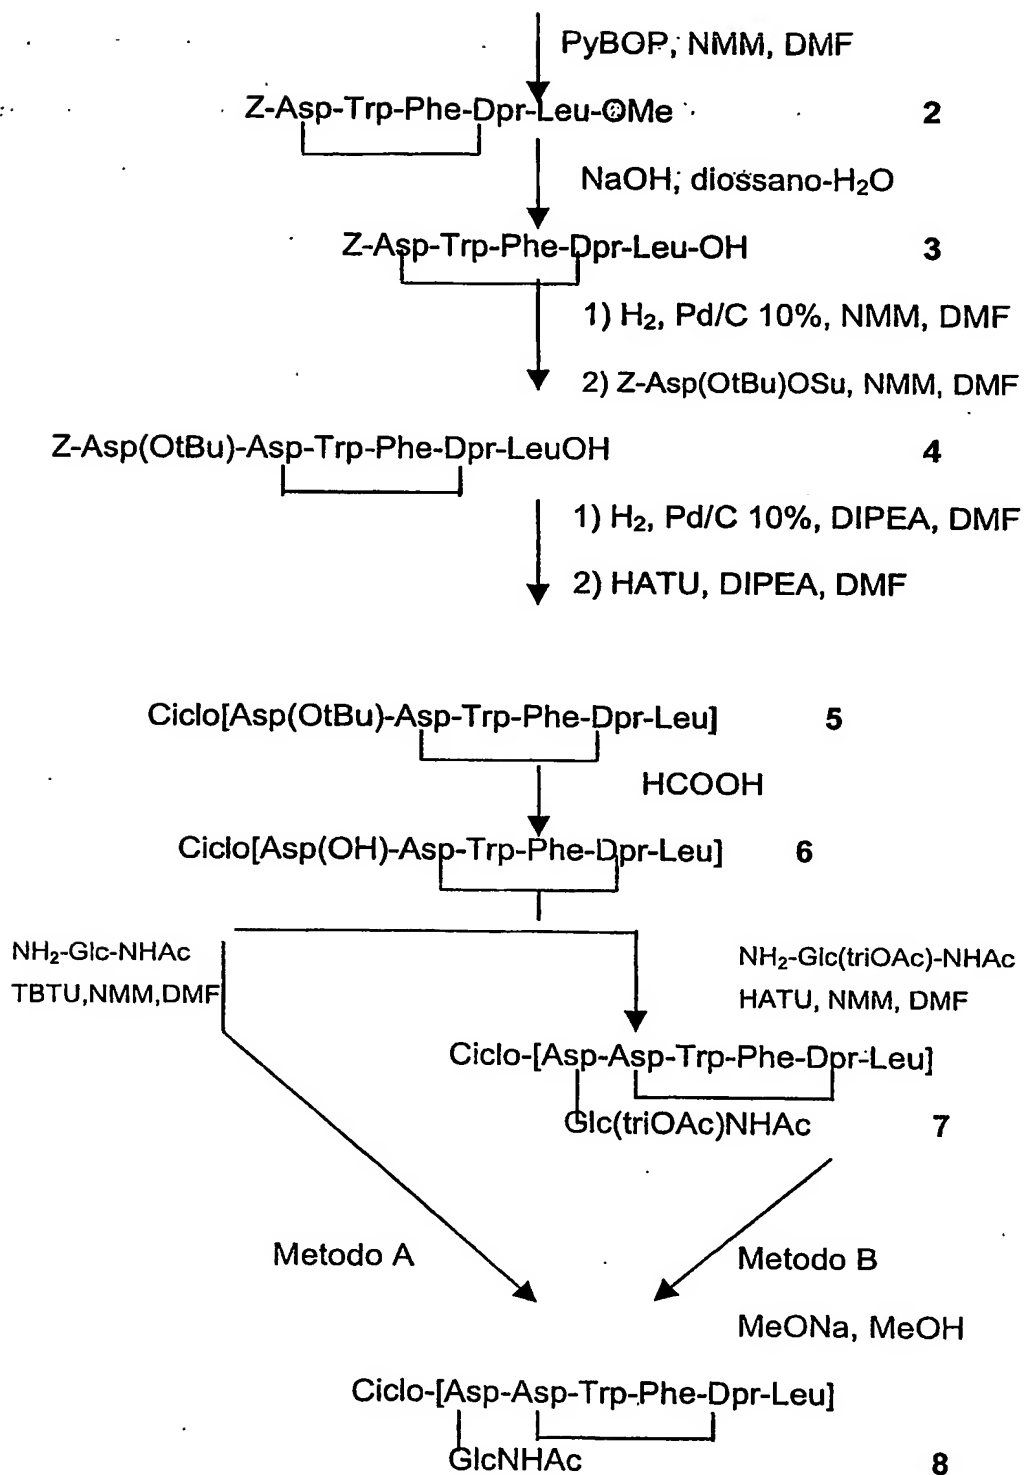 PyBOP, NMM, DMF
Z-Asp-Trp-Phe-Dpr-Leu-OMe 2
NaOH, diossano-H₂O
Z-Asp-Trp-Phe-Dpr-Leu-OH 3
1) H₂, Pd/C 10%, NMM, DMF
2) Z-Asp(OtBu)OSu, NMM, DMF
Z-Asp(OtBu)-Asp-Trp-Phe-Dpr-LeuOH 4
1) H₂, Pd/C 10%, DIPEA, DMF
2) HATU, DIPEA, DMF
Ciclo[Asp(OtBu)-Asp-Trp-Phe-Dpr-Leu] 5
HCOOH
Ciclo[Asp(OH)-Asp-Trp-Phe-Dpr-Leu] 6
NH₂-Glc-NHAc
TBTU,NMM,DMF
NH₂-Glc(triOAc)-NHAc
HATU, NMM, DMF
Ciclo-[Asp-Asp-Trp-Phe-Dpr-Leu]
Glc(triOAc)NHAc 7
Metodo A
Metodo B
MeONa, MeOH
Ciclo-[Asp-Asp-Trp-Phe-Dpr-Leu]
GlcNHAc 8